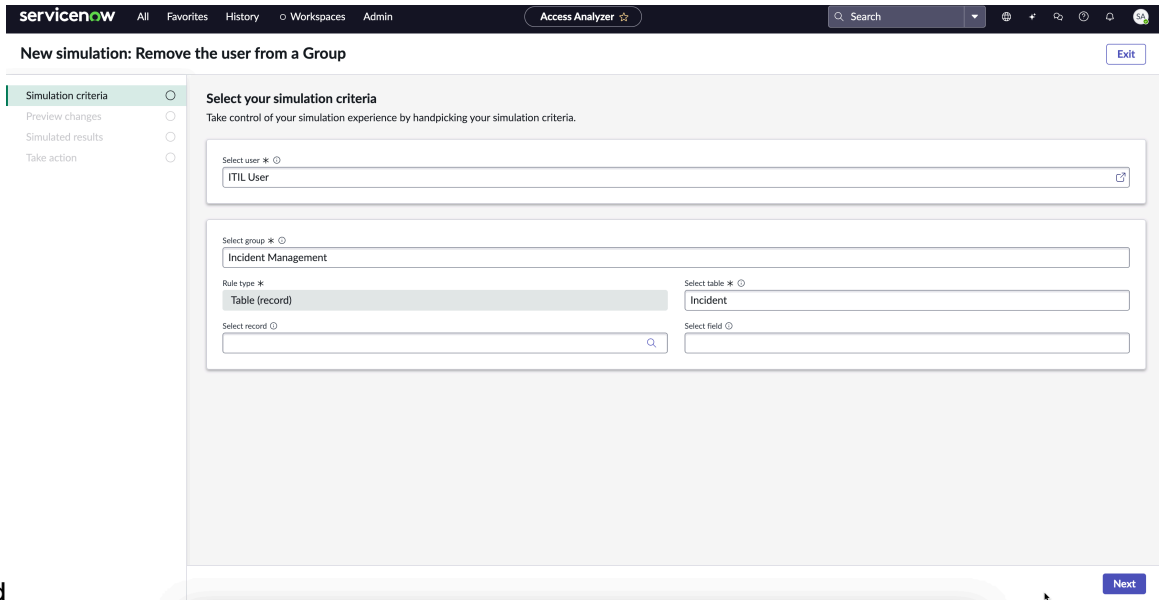 servicenow All Favorites History Workspaces Admin Access Analyzer Search SA
New simulation: Remove the user from a Group Exit
Simulation criteria
Preview changes
Simulated results
Take action
Select your simulation criteria
Take control of your simulation experience by handpicking your simulation criteria.
Select user *
ITIL User
Select group *
Incident Management
Rule type * Select table *
Table (record) Incident
Select record Select field
Next